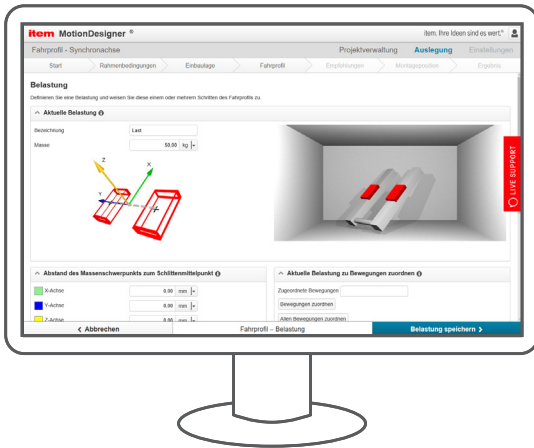 item MotionDesigner ® item. Ihre Ideen sind es wert.®
Fahrprofil - Synchronachse Projektverwaltung Auslegung Einstellungen
Start Rahmenbedingungen Einbaulage Fahrprofil Empfehlungen Montageposition Ergebnis
Belastung
Definieren Sie eine Belastung und weisen Sie diese einem oder mehrern Schritten des Fahrprofils zu.
Aktuelle Belastung
Bezeichnung Last
Masse 50.00 kg
Z
X
Y
LIVE SUPPORT
Abstand des Massenschwerpunkts zum Schlittenmittelpunkt Aktuelle Belastung zu Bewegungen zuordnen
X-Achse 0.00 mm Zugeordnete Bewegungen
Y-Achse 0.00 mm Bewegungen zuordnen
Z-Achse 0.00 mm Allen Bewegungen zuordnen
Abbrechen Fahrprofil – Belastung Belastung speichern